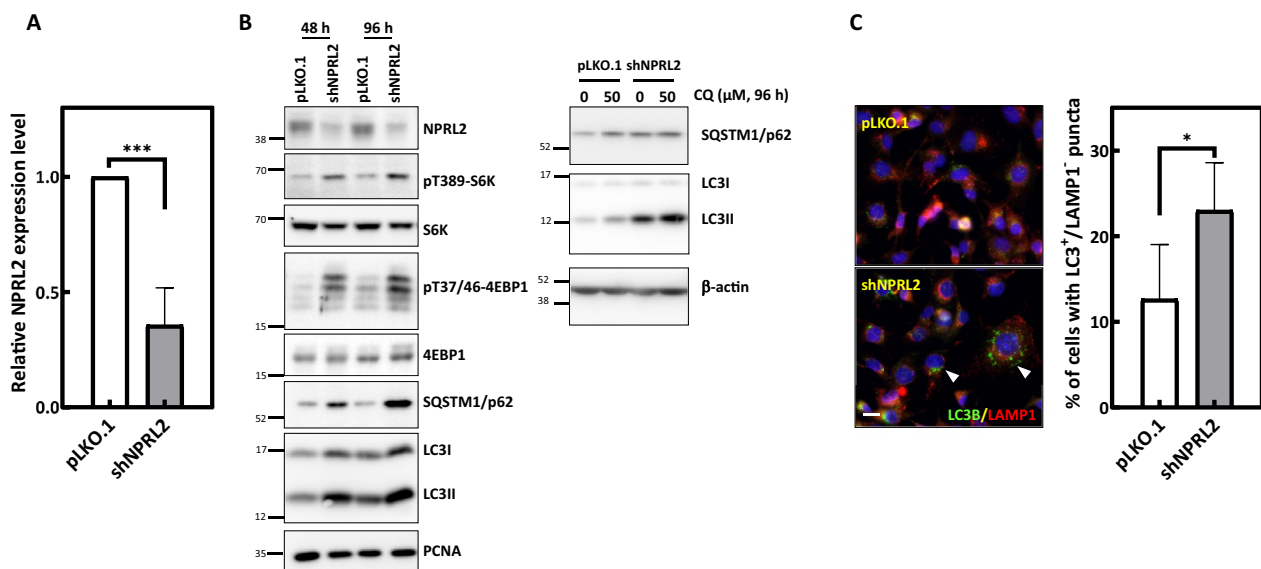 A
Relative NPRL2 expression level
1.0
0.5
0.0
***
pLKO.1
shNPRL2
B
48 h
96 h
pLKO.1
shNPRL2
pLKO.1
shNPRL2
38
NPRL2
70
pT389-S6K
70
S6K
15
pT37/46-4EBP1
15
4EBP1
52
SQSTM1/p62
17
LC3I
LC3II
12
35
PCNA
pLKO.1 shNPRL2
0 50 0 50 CQ (μM, 96 h)
52
SQSTM1/p62
17
LC3I
12
LC3II
52
38
β-actin
C
pLKO.1
shNPRL2
LC3B/LAMP1
% of cells with LC3⁺/LAMP1⁻ puncta
30
20
10
0
*
pLKO.1
shNPRL2